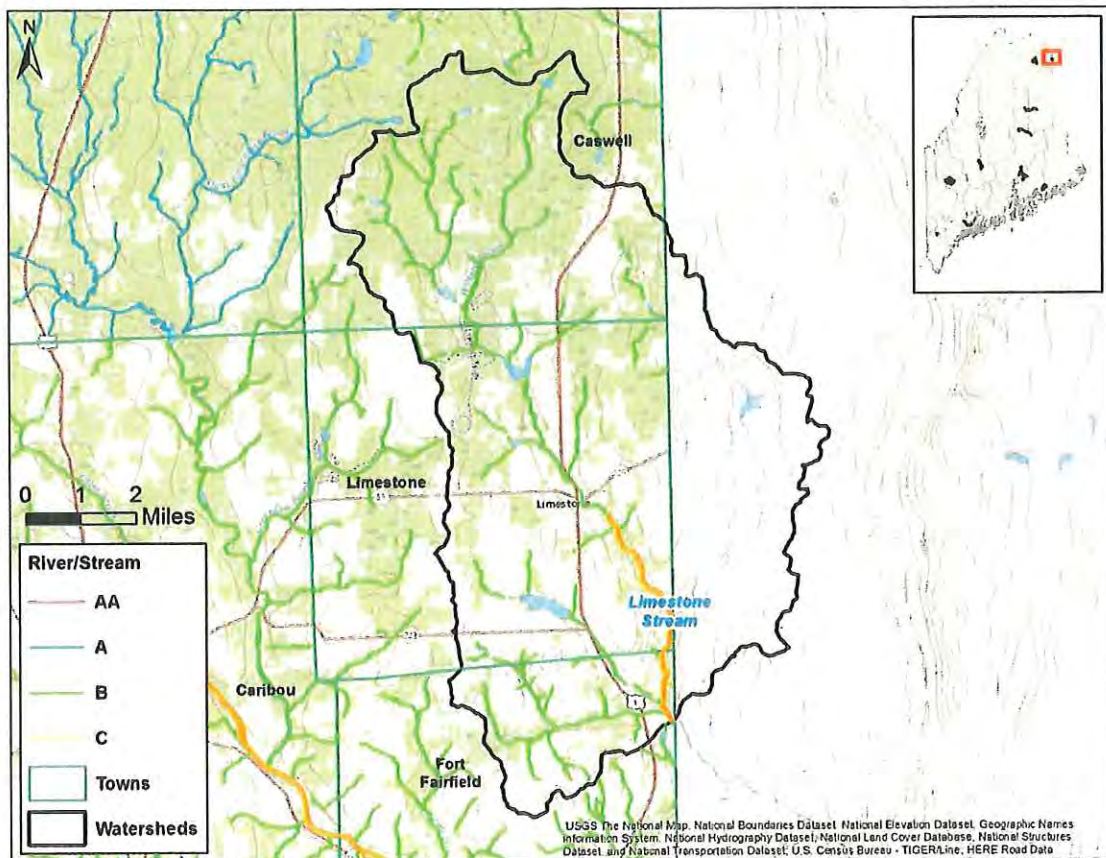 N
Caswell
Limestone
Limestone
0 1 2
Miles
River/Stream
AA
A
B
C
Towns
Watersheds
Limestone
Stream
1
Caribou
Fort
Fairfield
USGS The National Map. National Boundaries Dataset, National Elevation Dataset, Geographic Names
Information System, National Hydrography Dataset, National Land Cover Database, National Structures
Dataset, and National Transportation Dataset; U.S. Census Bureau - TIGER/Line; HERE Road Data